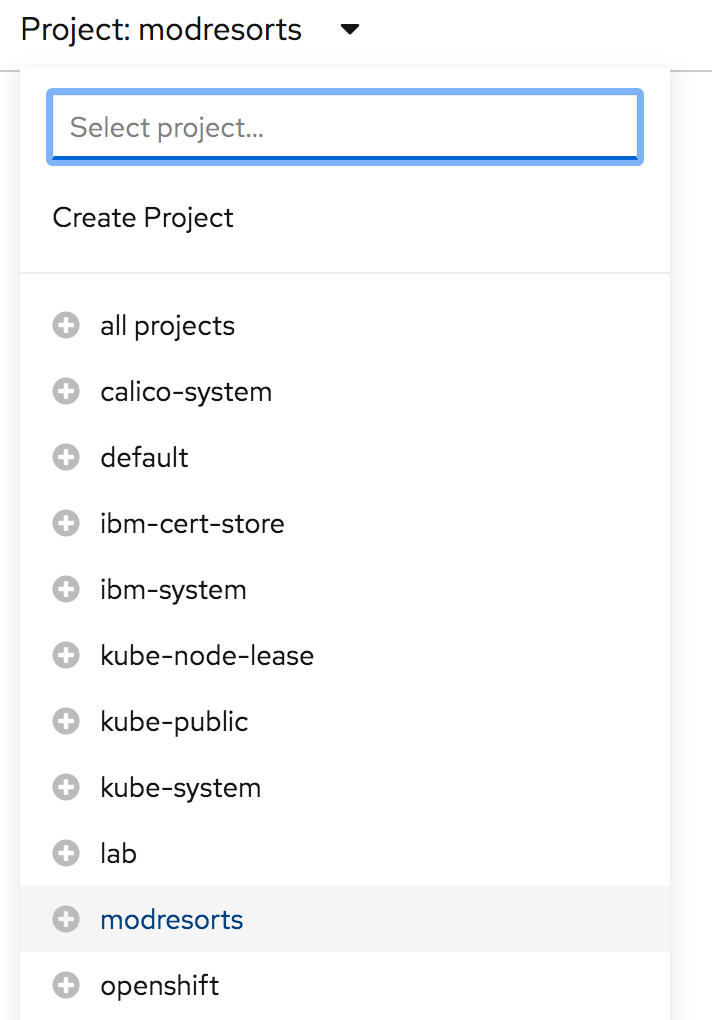 Project: modresorts
Select project...
Create Project
all projects
calico-system
default
ibm-cert-store
ibm-system
kube-node-lease
kube-public
kube-system
lab
modresorts
openshift